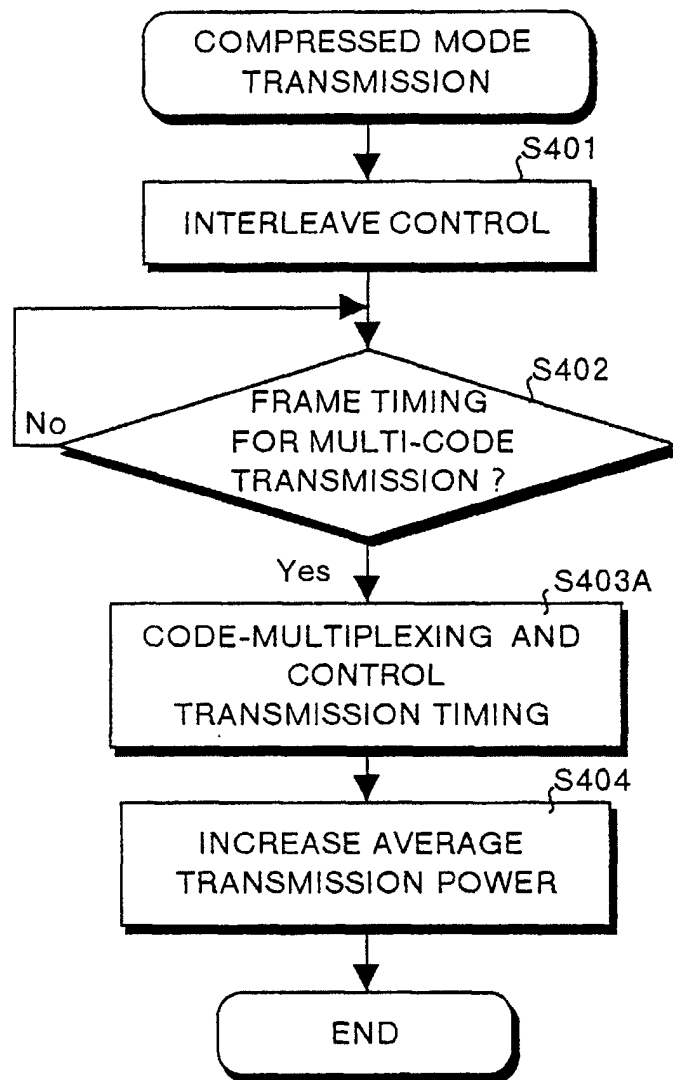 COMPRESSED MODE
TRANSMISSION
S401
INTERLEAVE CONTROL
S402
FRAME TIMING
FOR MULTI-CODE
TRANSMISSION ?
No
Yes
S403A
CODE-MULTIPLEXING AND
CONTROL
TRANSMISSION TIMING
S404
INCREASE AVERAGE
TRANSMISSION POWER
END